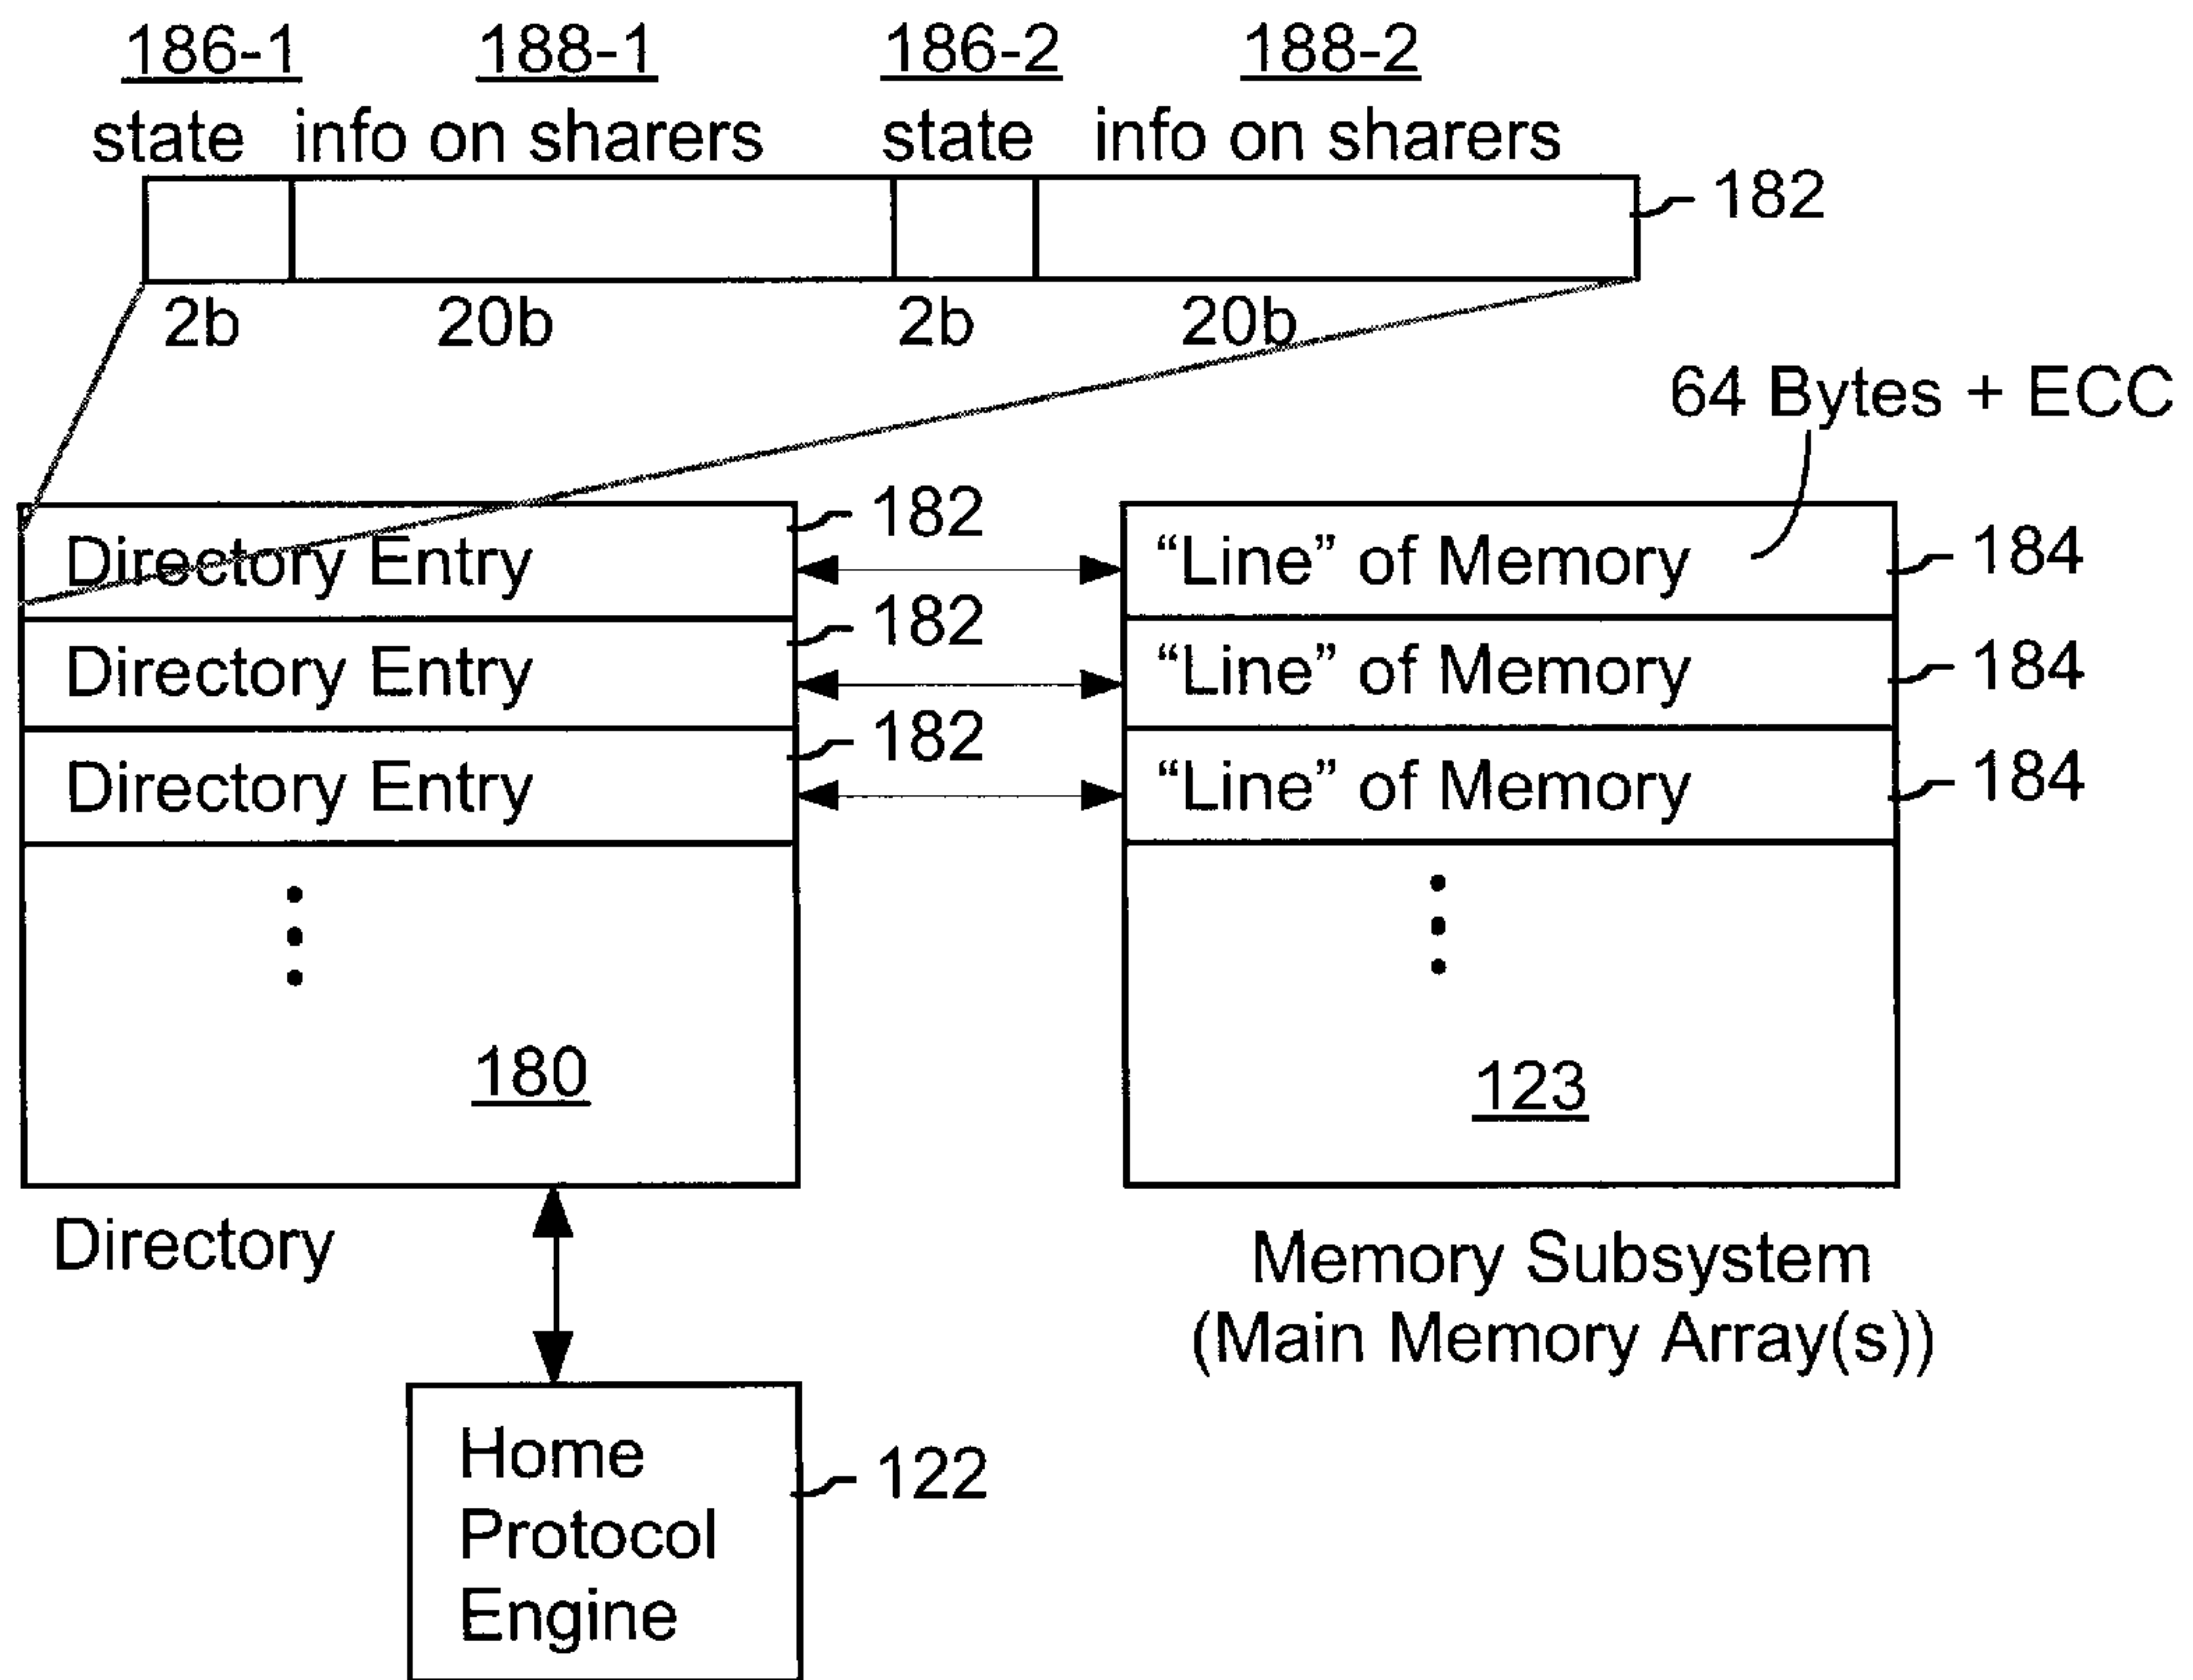 186-1 188-1 186-2 188-2
state info on sharers state info on sharers
182
2b 20b 2b 20b
64 Bytes + ECC
Directory Entry 182 “Line” of Memory 184
Directory Entry 182 “Line” of Memory 184
Directory Entry 182 “Line” of Memory 184
180 123
Directory
Memory Subsystem
(Main Memory Array(s))
Home
Protocol
Engine
122